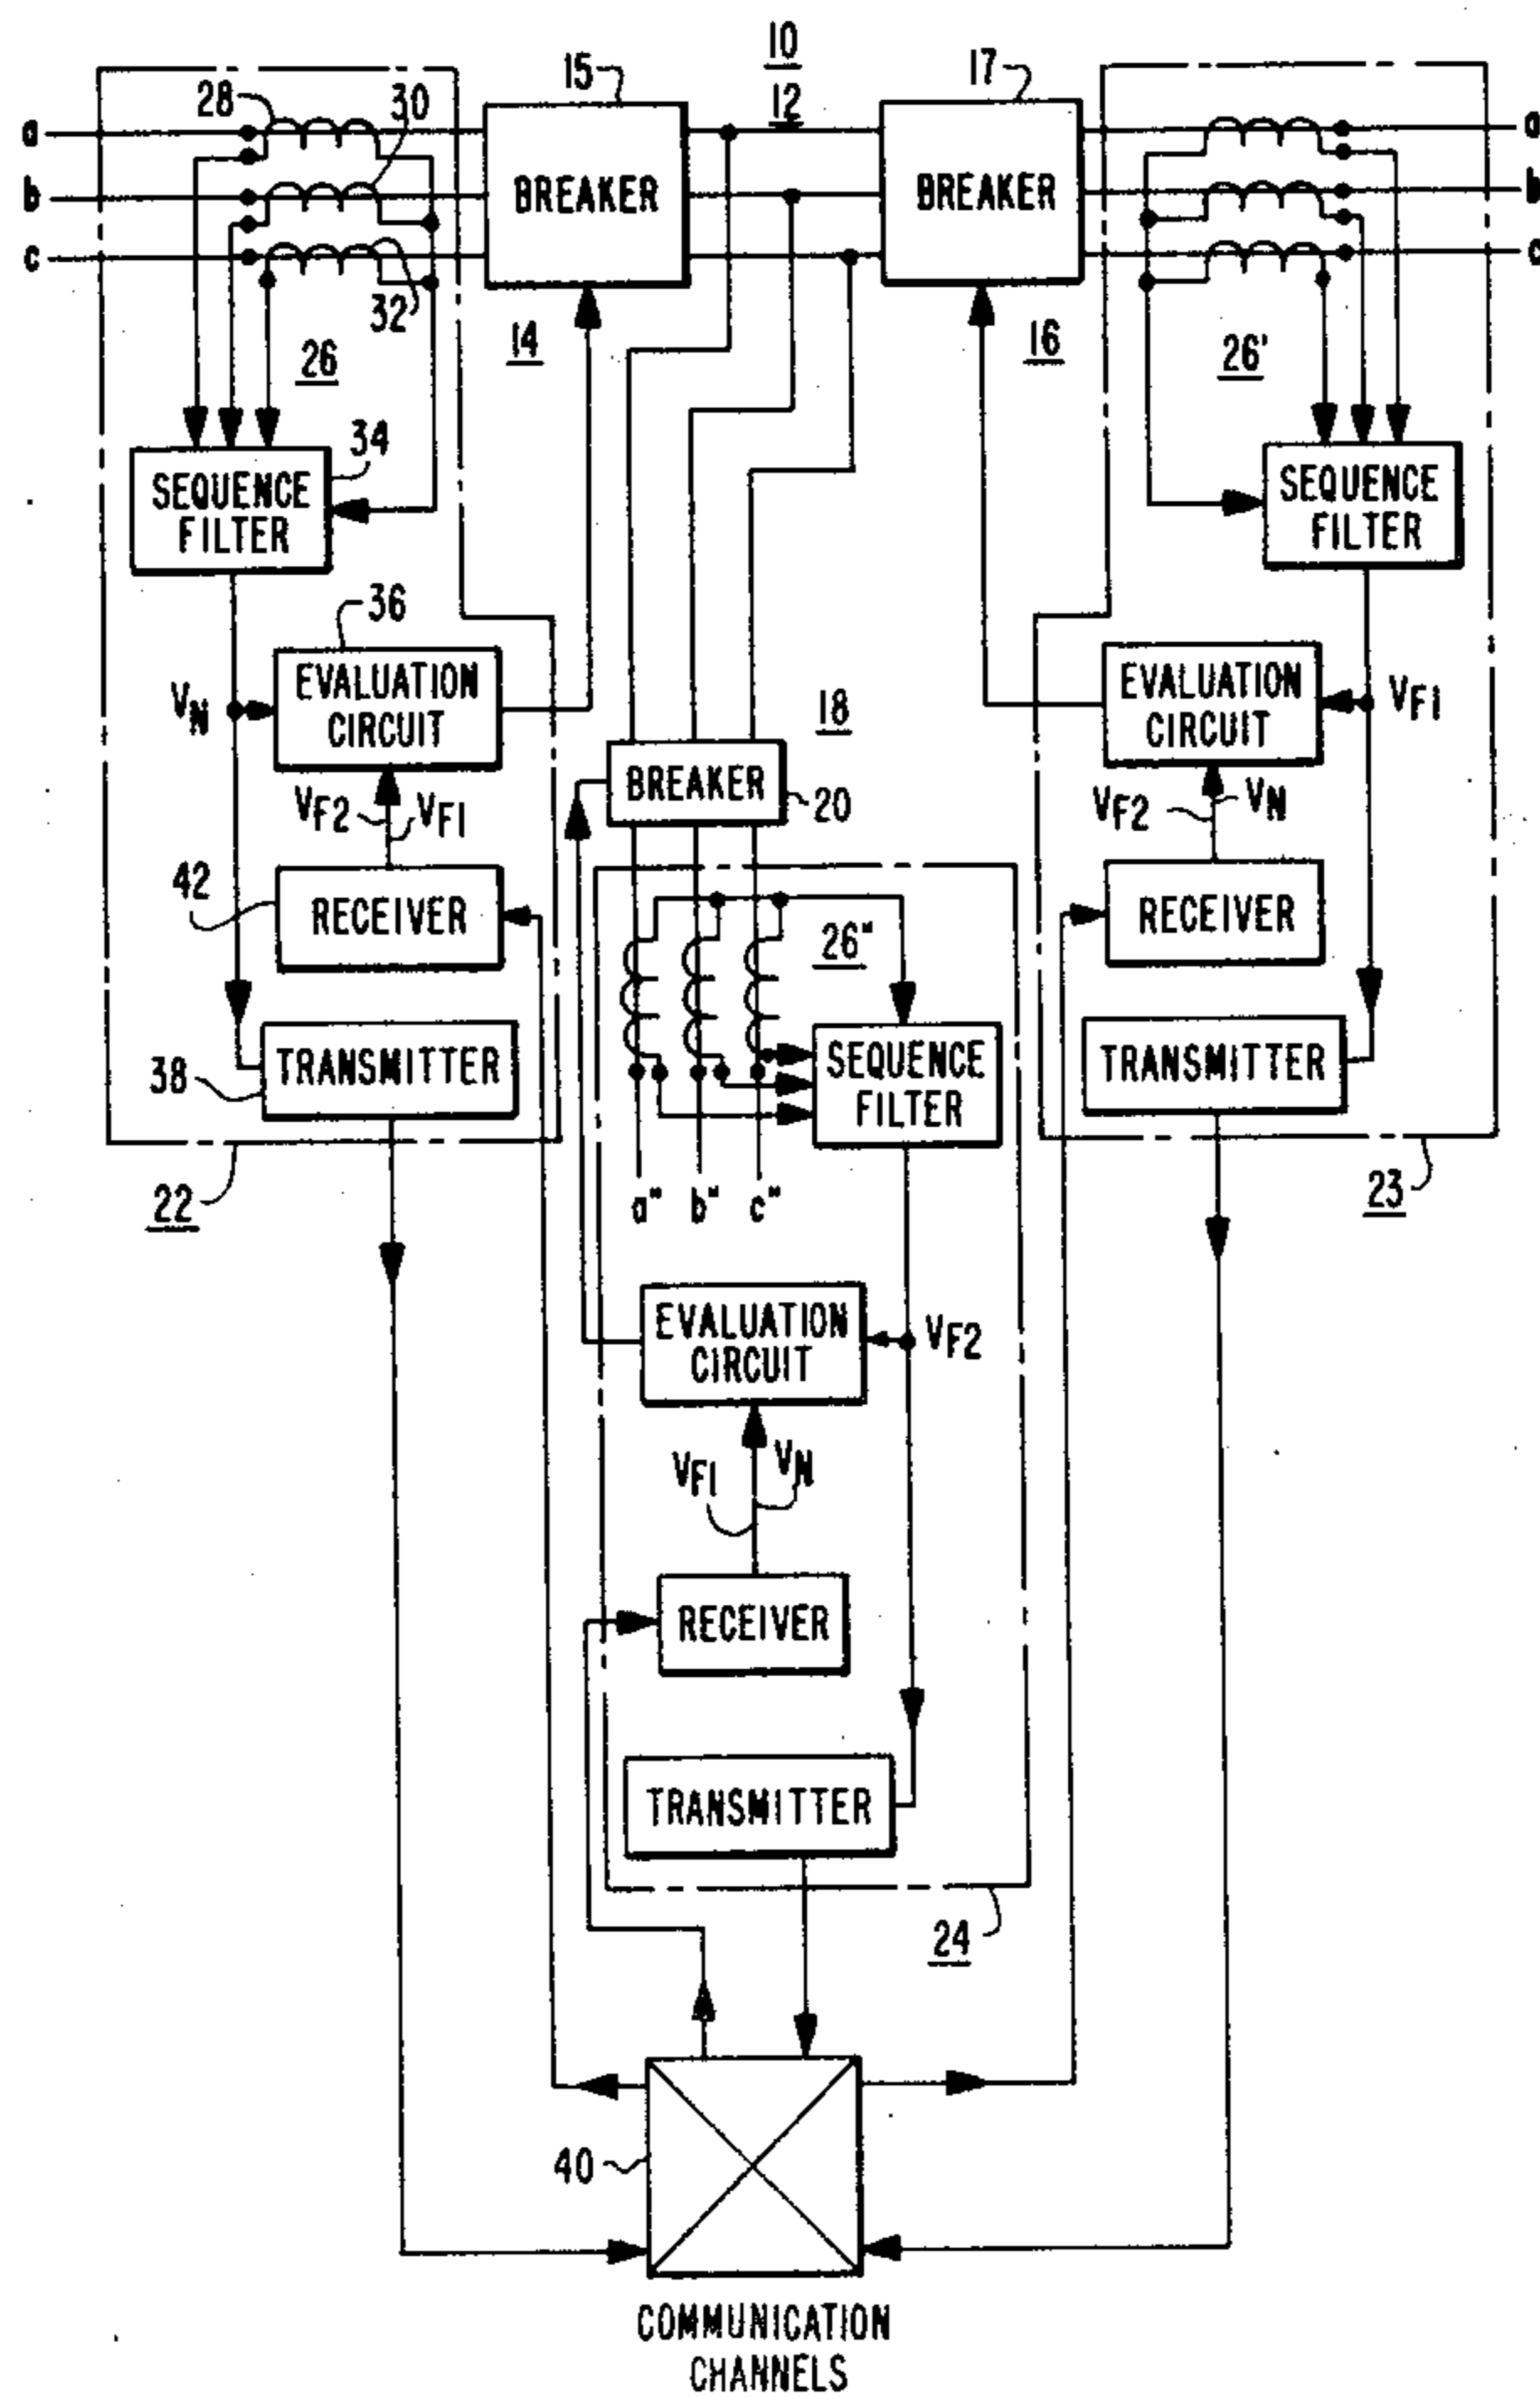 10
15
17
12
28
30
a
a
b
BREAKER
BREAKER
b
c
c
32
14
16
26
26'
34
SEQUENCE
FILTER
SEQUENCE
FILTER
36
EVALUATION
CIRCUIT
EVALUATION
CIRCUIT
VN
VF1
18
BREAKER
20
VF2
VF1
VF2
VN
42
RECEIVER
RECEIVER
26"
38
TRANSMITTER
SEQUENCE
FILTER
TRANSMITTER
22
a"
b"
c"
23
EVALUATION
CIRCUIT
VF2
VF1
VN
RECEIVER
TRANSMITTER
24
40
COMMUNICATION
CHANNELS